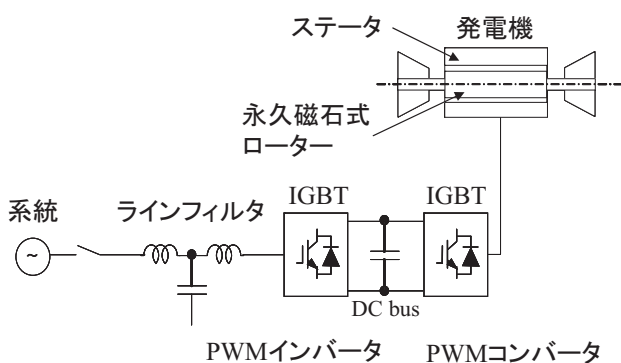 ステータ
発電機
永久磁石式
ローター
IGBT
IGBT
系統
ラインフィルタ
~
DC bus
PWMインバータ
PWMコンバータ